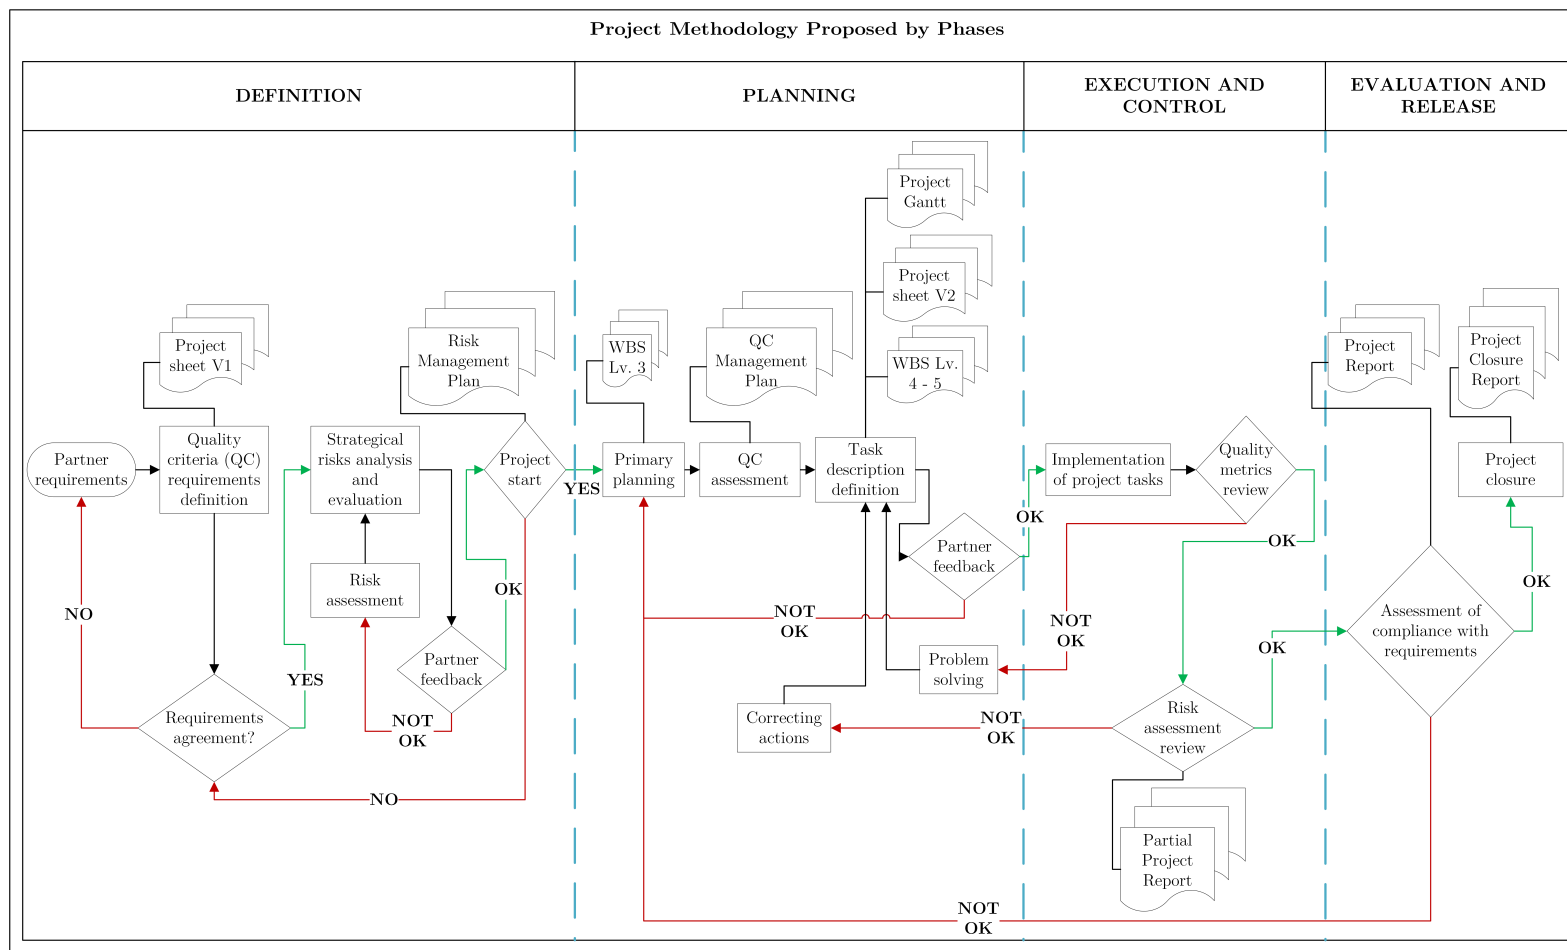 Project Methodology Proposed by Phases
DEFINITION
PLANNING
EXECUTION AND
CONTROL
EVALUATION AND
RELEASE
Project
sheet V1
Partner
requirements
Quality
criteria (QC)
requirements
definition
NO
Requirements
agreement?
YES
Strategical
risks analysis
and
evaluation
Risk
assessment
NOT
OK
Partner
feedback
OK
Risk
Management
Plan
Project
start
NO
YES
WBS
Lv. 3
Primary
planning
QC
Management
Plan
QC
assessment
Project
Gantt
Project
sheet V2
WBS Lv.
4 - 5
Task
description
definition
Partner
feedback
NOT
OK
OK
Problem
solving
Correcting
actions
NOT
OK
Implementation
of project tasks
Quality
metrics
review
OK
NOT
OK
Risk
assessment
review
OK
Partial
Project
Report
NOT
OK
Project
Report
Project
Closure
Report
Project
closure
OK
Assessment of
compliance with
requirements